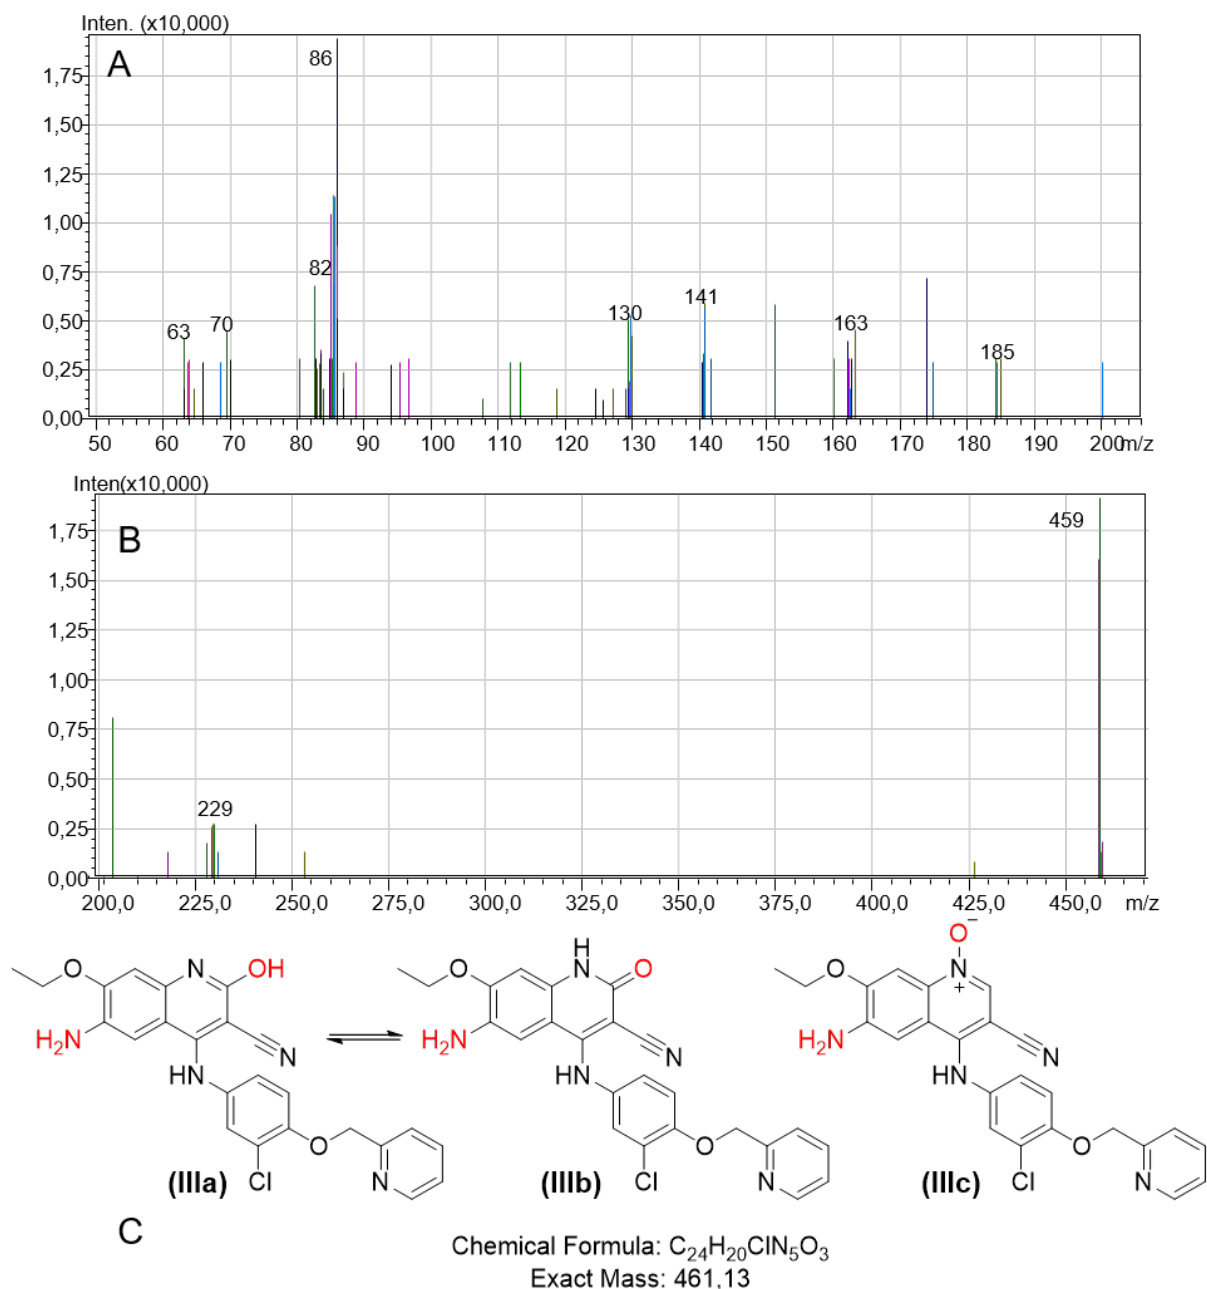 Inten. (x10,000)
A
86
1,75
1,50
1,25
1,00
0,75
82
0,50
63
70
130
141
163
185
0,25
0,00
50 60 70 80 90 100 110 120 130 140 150 160 170 180 190 200 m/z
Inten(x10,000)
B
459
1,75
1,50
1,25
1,00
0,75
0,50
229
0,25
0,00
200,0 225,0 250,0 275,0 300,0 325,0 350,0 375,0 400,0 425,0 450,0 m/z
O N OH
H2N
N
HN
O
Cl N
(IIIa)
H
O N O
H2N
N
HN
O
Cl N
(IIIb)
O−
O N+
H2N
N
HN
O
Cl N
(IIIc)
C
Chemical Formula: C24H20ClN5O3
Exact Mass: 461,13